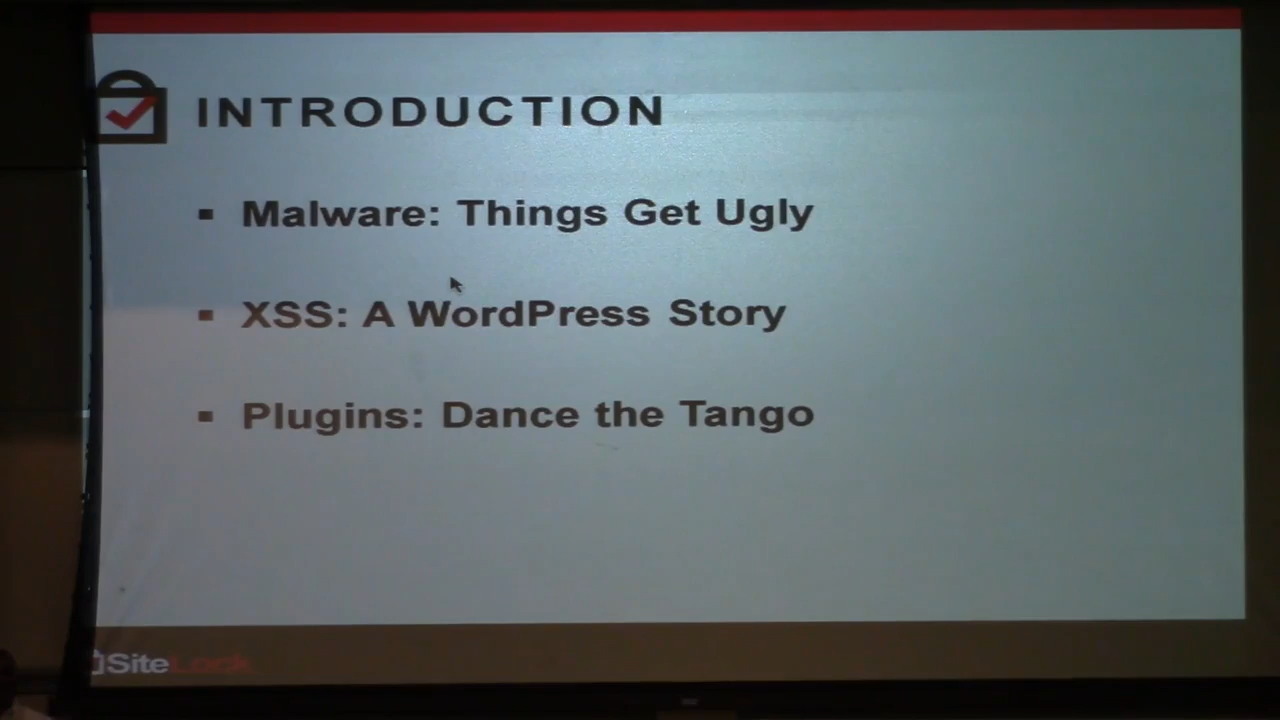 INTRODUCTION
Malware: Things Get Ugly
XSS: A WordPress Story
Plugins: Dance the Tango
SiteLock